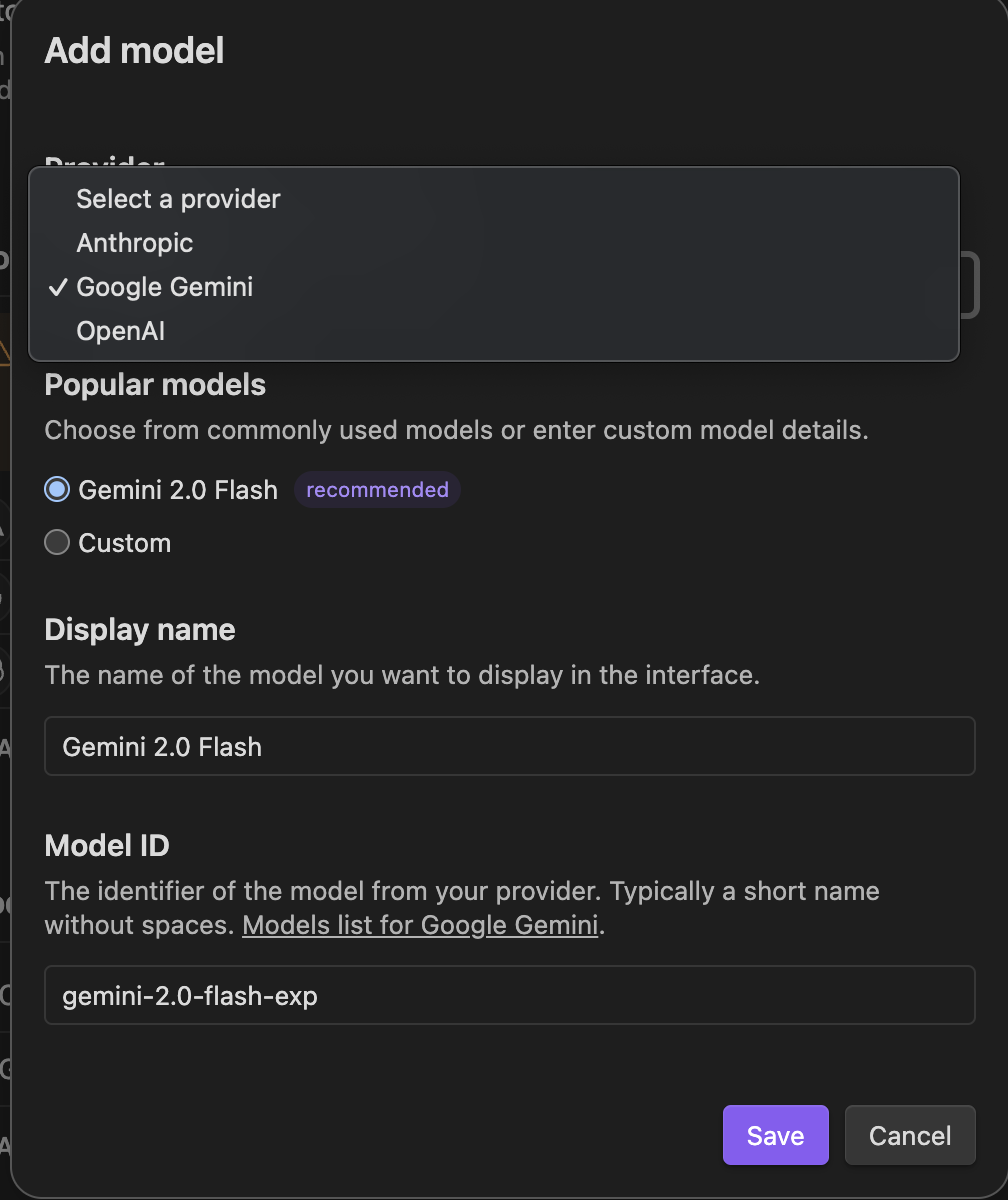 Add model
Provider
Select a provider
Anthropic
✓ Google Gemini
OpenAI
Popular models
Choose from commonly used models or enter custom model details.
Gemini 2.0 Flash recommended
Custom
Display name
The name of the model you want to display in the interface.
Gemini 2.0 Flash
Model ID
The identifier of the model from your provider. Typically a short name
without spaces. Models list for Google Gemini.
gemini-2.0-flash-exp
Save Cancel